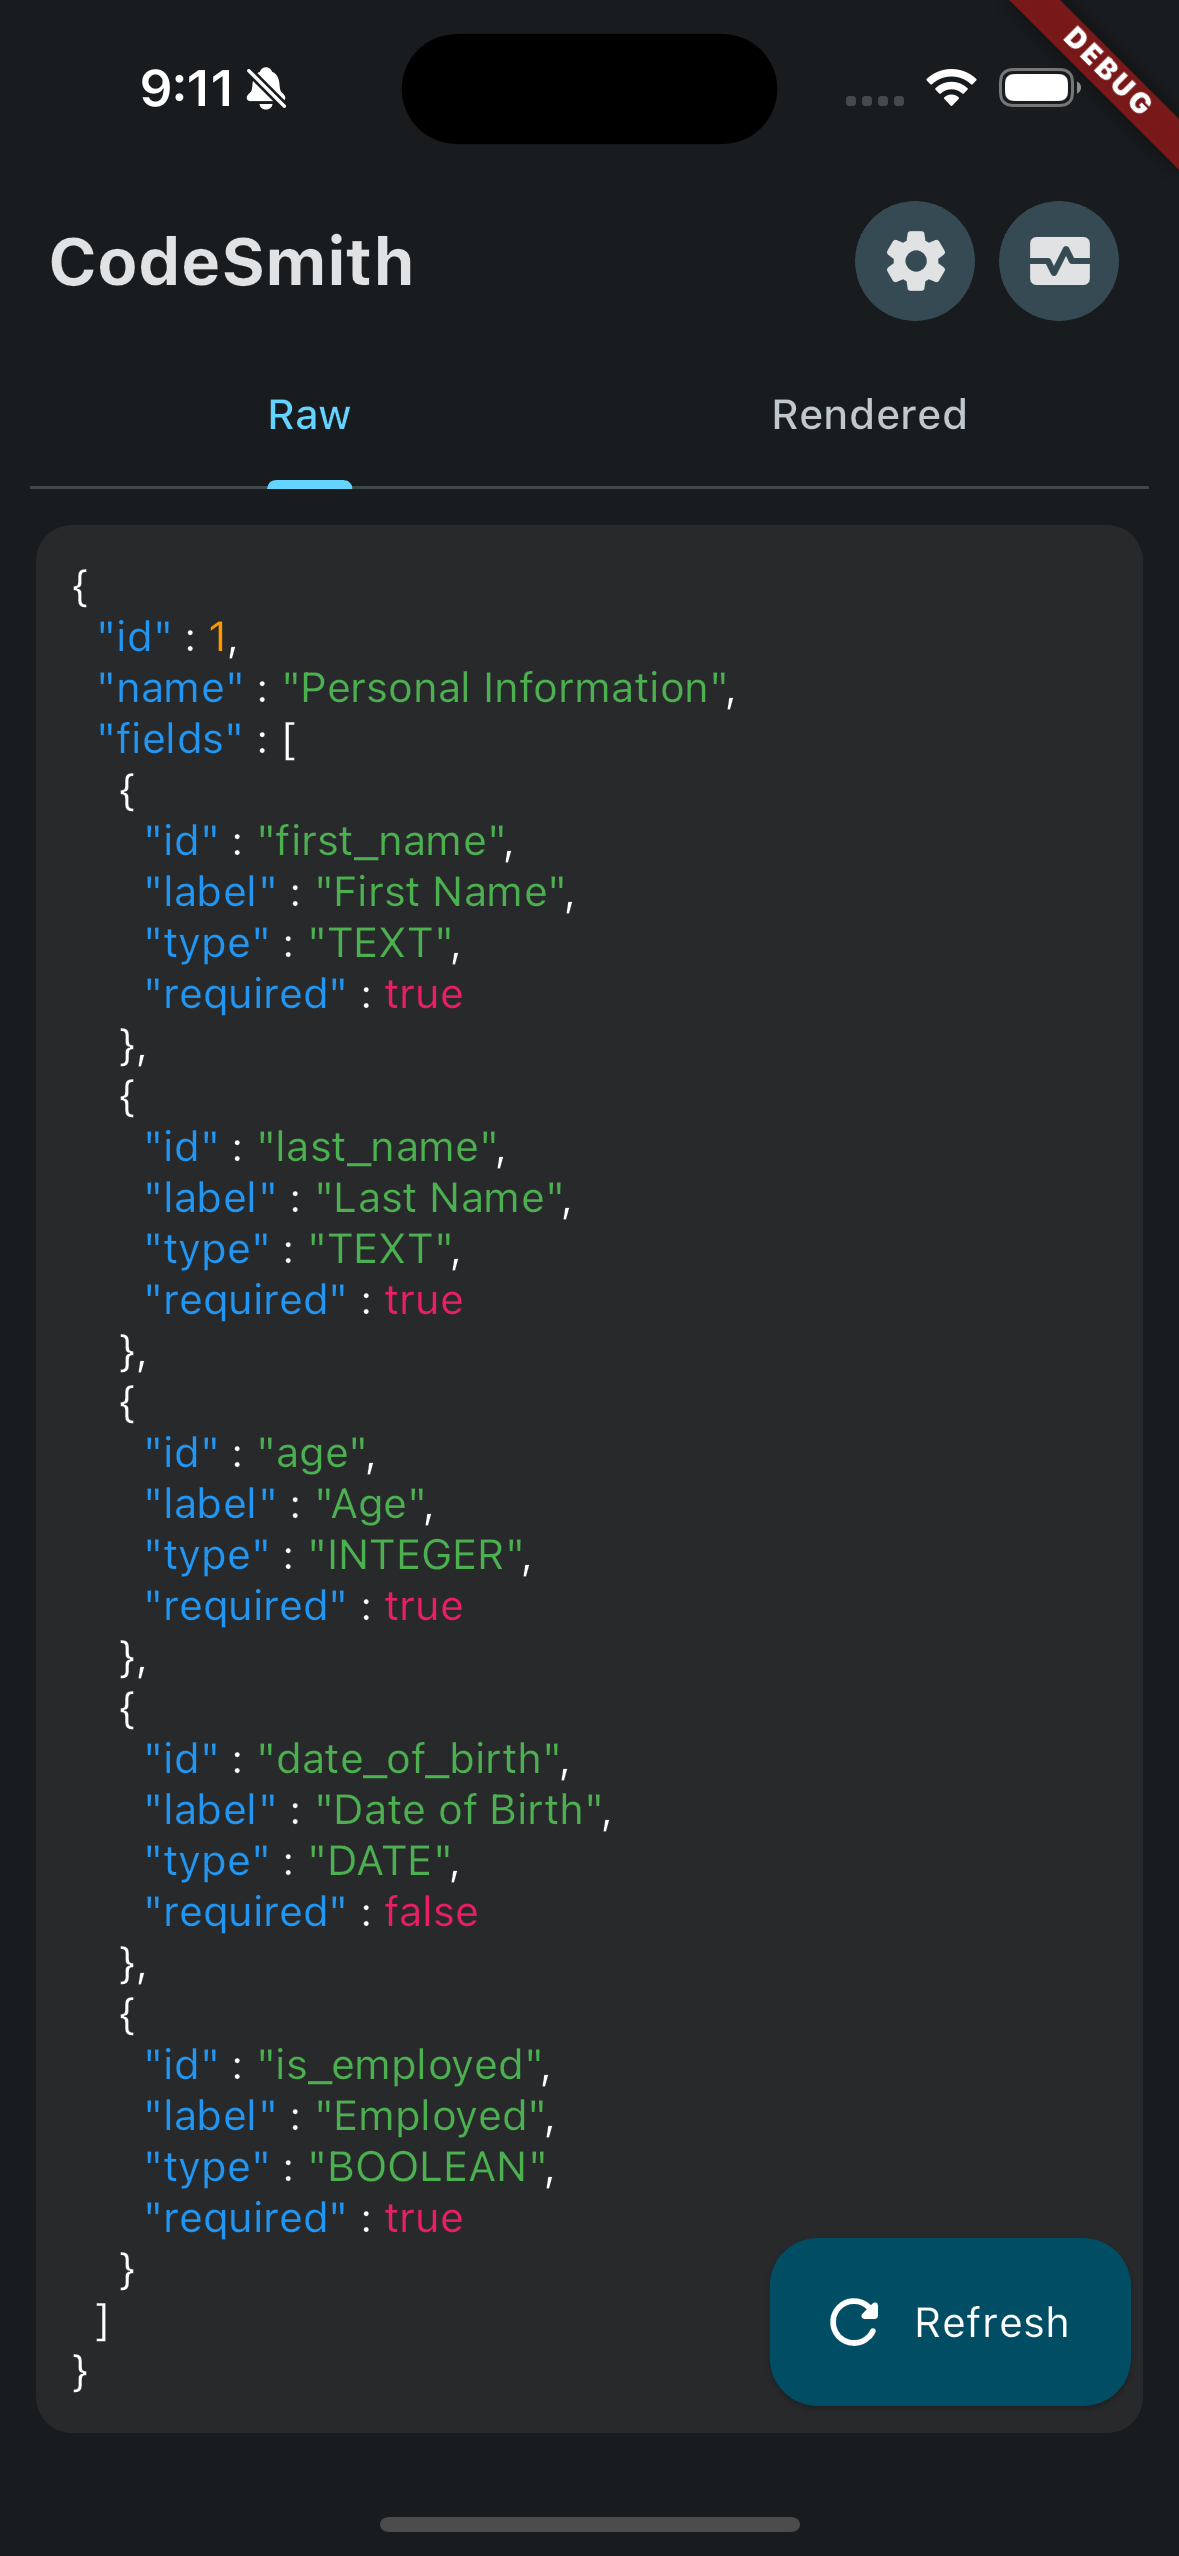 9:11
DEBUG
CodeSmith
Raw
Rendered
{
"id" : 1,
"name" : "Personal Information",
"fields" : [
{
"id" : "first_name",
"label" : "First Name",
"type" : "TEXT",
"required" : true
},
{
"id" : "last_name",
"label" : "Last Name",
"type" : "TEXT",
"required" : true
},
{
"id" : "age",
"label" : "Age",
"type" : "INTEGER",
"required" : true
},
{
"id" : "date_of_birth",
"label" : "Date of Birth",
"type" : "DATE",
"required" : false
},
{
"id" : "is_employed",
"label" : "Employed",
"type" : "BOOLEAN",
"required" : true
}
]
}
Refresh